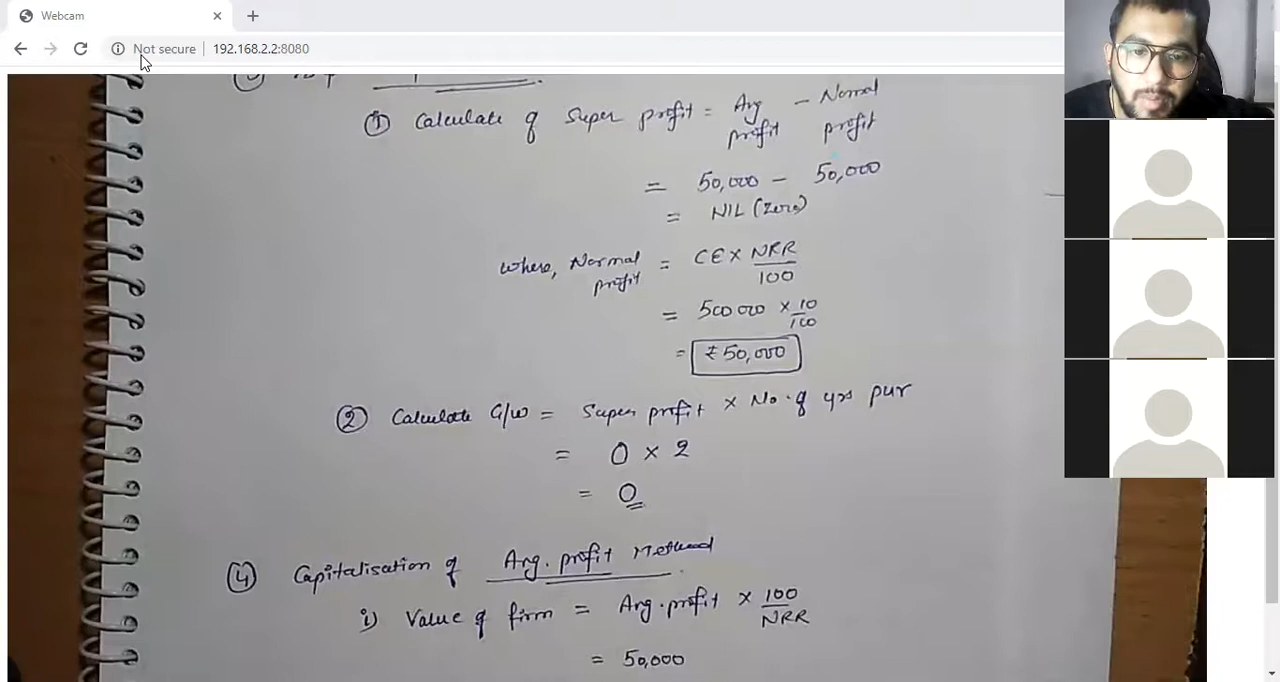 Webcam
Not secure 192.168.2.2:8080
① Calculate of Super profit = Avg profit - Normal profit
= 50,000 - 50,000
= NIL (Zero)
where, Normal profit = CE × NRR/100
= 500000 × 10/100
= ₹50,000
② Calculate G/W = Super profit × No. of yrs pur
= 0 × 2
= 0
④ Capitalisation of Avg. profit Method
i) Value of firm = Avg. profit × 100/NRR
= 50,000